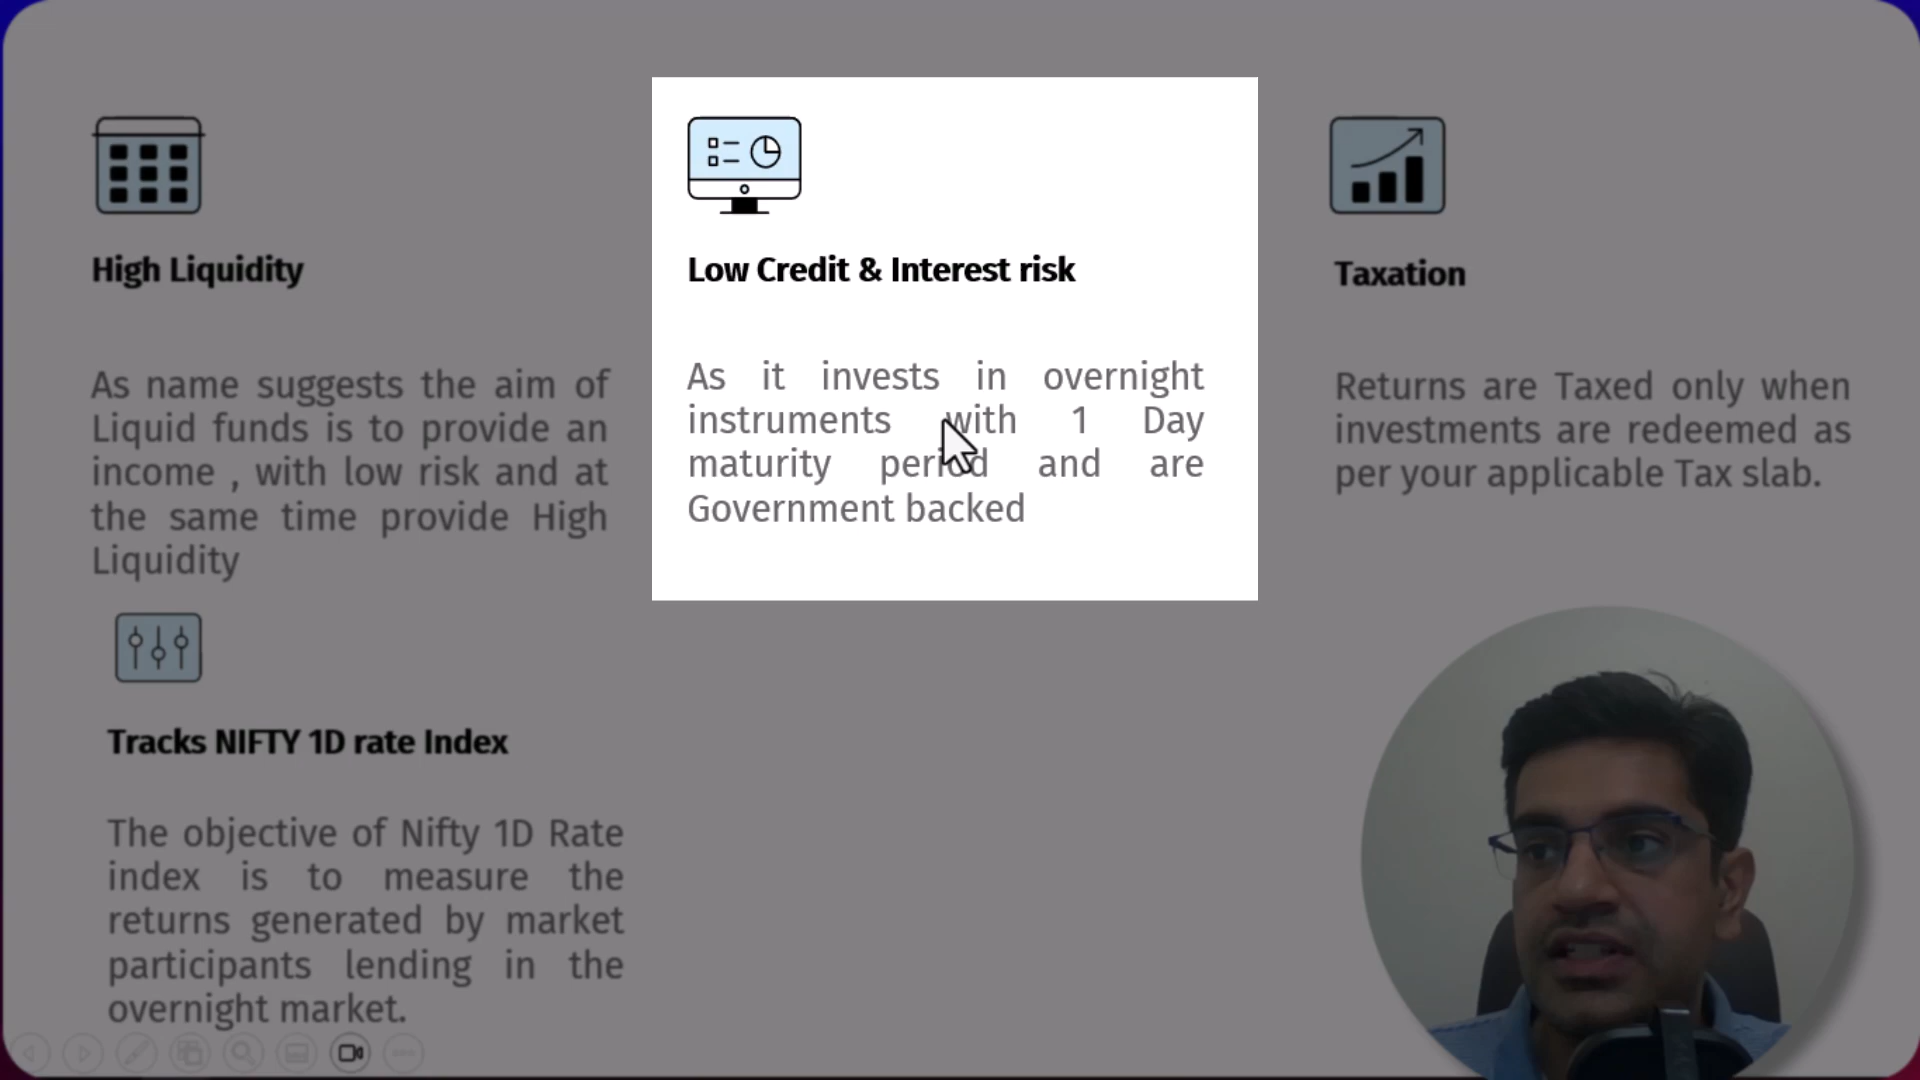 High Liquidity
As name suggests the aim of
Liquid funds is to provide an
income , with low risk and at
the same time provide High
Liquidity
Low Credit & Interest risk
As it invests in overnight
instruments with 1 Day
maturity period and are
Government backed
Taxation
Returns are Taxed only when
investments are redeemed as
per your applicable Tax slab.
Tracks NIFTY 1D rate Index
The objective of Nifty 1D Rate
index is to measure the
returns generated by market
participants lending in the
overnight market.